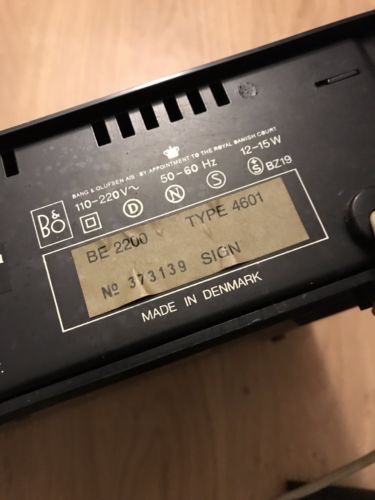 BANG & OLUFSEN A/S · BY APPOINTMENT TO THE ROYAL DANISH COURT
110-220V~ 50-60 Hz 12-15W
B&O D N S S BZ19
BE 2200 TYPE 4601
№ 373139 SIGN
MADE IN DENMARK